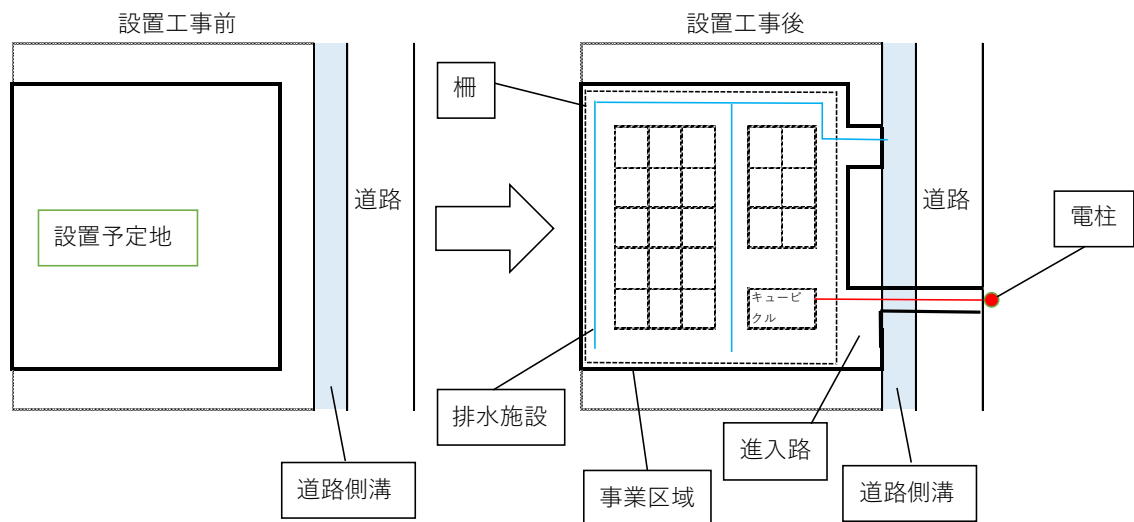 設置工事前
設置工事後
柵
道路
道路
電柱
設置予定地
キュービ
クル
排水施設
進入路
道路側溝
事業区域
道路側溝